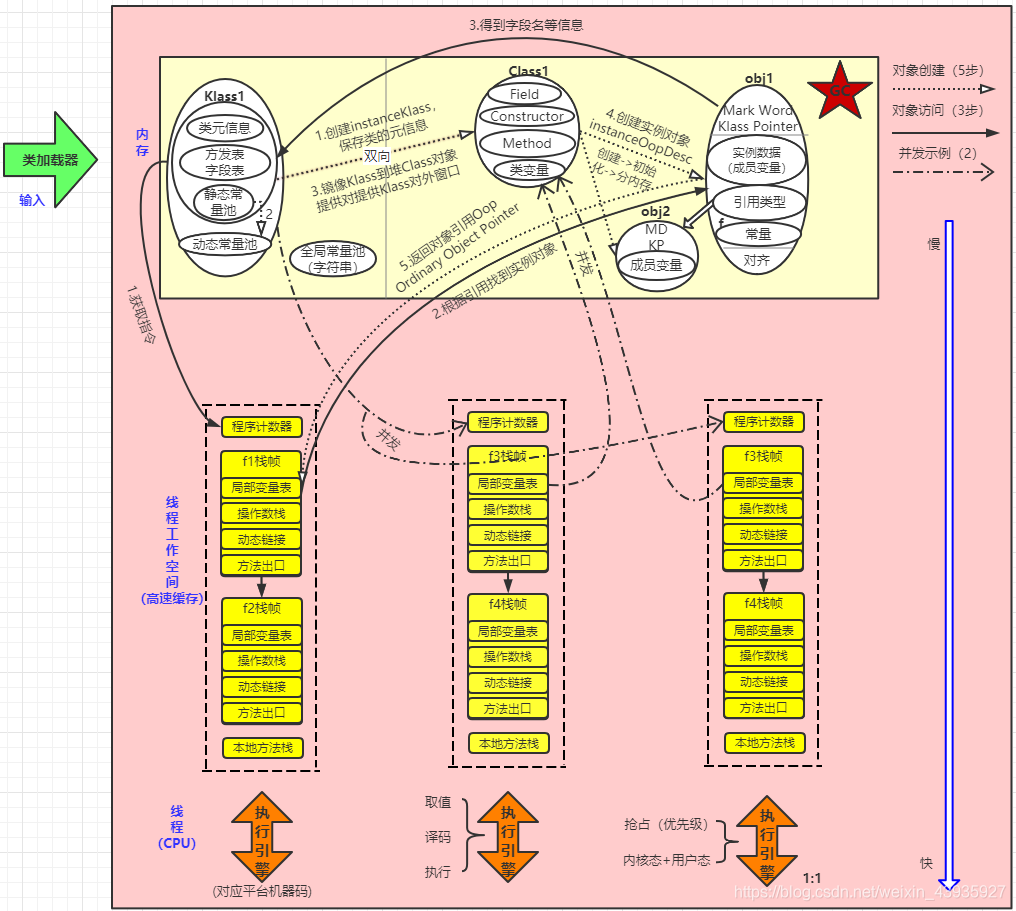 3.得到字段名等信息
类加载器
输入
内
存
Klass1
类元信息
方发表
字段表
静态常
量池
2
动态常量池
1.创建instanceKlass,
保存类的元信息
双向
3.镜像Klass到堆Class对象
提供对提供Klass对外窗口
全局常量池
(字符串)
Class1
Field
Constructor
Method
类变量
4.创建实例对象
instanceOopDesc
创建->初始
化->分内存
5.返回对象引用Oop
Ordinary Object Pointer
2.根据引用找到实例对象
并发
obj2
MD
KP
成员变量
obj1
Mark Word
Klass Pointer
实例数据
(成员变量)
引用类型
f
常量
对齐
GC
对象创建（5步）
对象访问（3步）
并发示例（2）
慢
快
1.获取指令
并发
线
程
工
作
空
间
(高速缓存)
程序计数器
f1栈帧
局部变量表
操作数栈
动态链接
方法出口
f2栈帧
局部变量表
操作数栈
动态链接
方法出口
本地方法栈
程序计数器
f3栈帧
局部变量表
操作数栈
动态链接
方法出口
f4栈帧
局部变量表
操作数栈
动态链接
方法出口
本地方法栈
程序计数器
f3栈帧
局部变量表
操作数栈
动态链接
方法出口
f4栈帧
局部变量表
操作数栈
动态链接
方法出口
本地方法栈
线
程
（CPU）
执
行
引
擎
(对应平台机器码)
取值
译码
执行
执
行
引
擎
抢占（优先级）
内核态+用户态
执
行
引
擎
1:1
https://blog.csdn.net/weixin_45935927